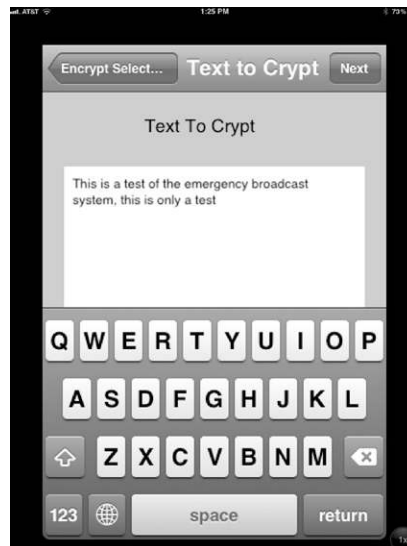 AT&T 1:25 PM 79%
Encrypt Select... Text to Crypt Next
Text To Crypt
This is a test of the emergency broadcast
system, this is only a test
Q W E R T Y U I O P
A S D F G H J K L
Z X C V B N M
123 space return
1x